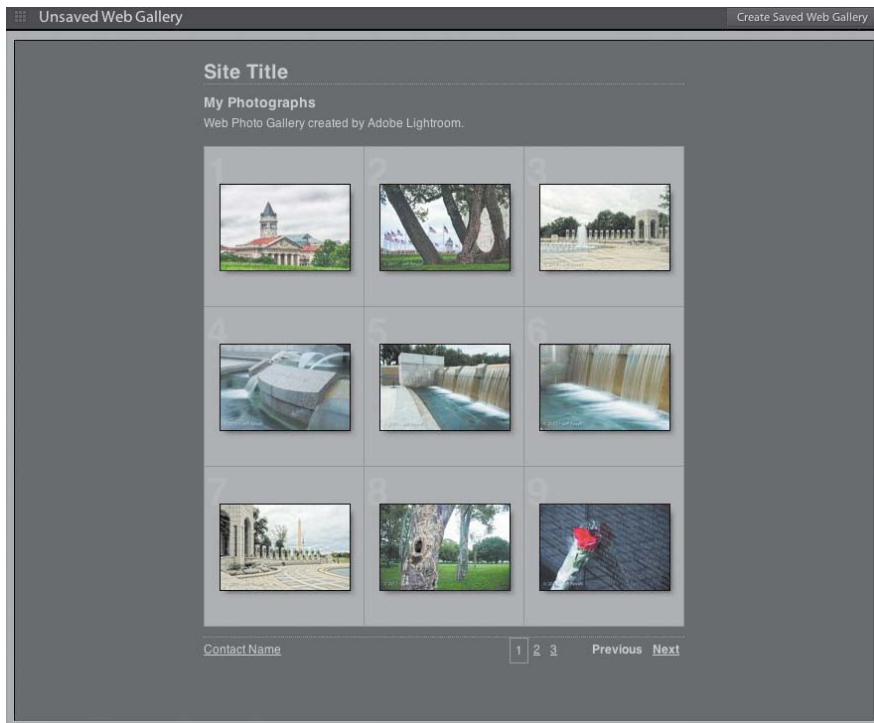 Unsaved Web Gallery
Create Saved Web Gallery
Site Title
My Photographs
Web Photo Gallery created by Adobe Lightroom.
1
2
3
4
5
6
7
8
9
Contact Name
1 2 3 Previous Next